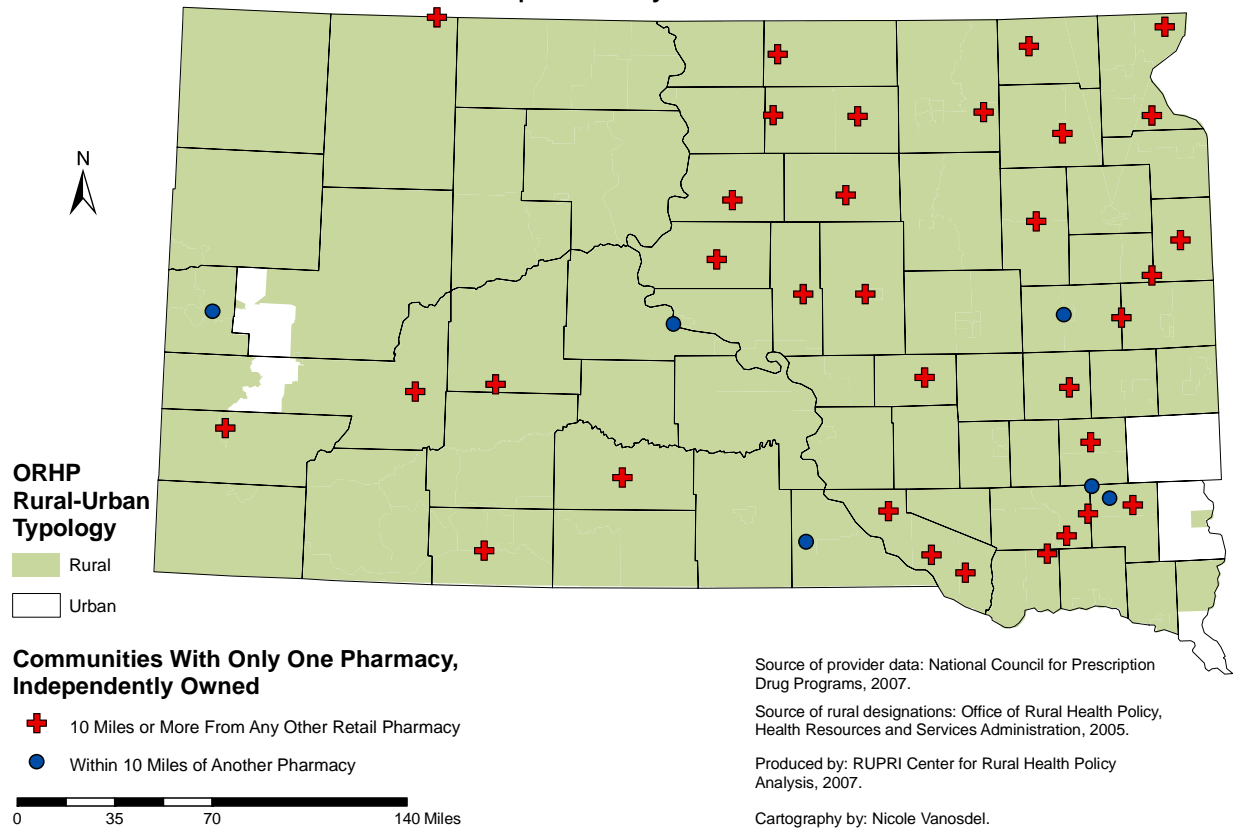 N
ORHP
Rural-Urban
Typology
Rural
Urban
Communities With Only One Pharmacy,
Independently Owned
10 Miles or More From Any Other Retail Pharmacy
Within 10 Miles of Another Pharmacy
0 35 70 140 Miles
Source of provider data: National Council for Prescription
Drug Programs, 2007.
Source of rural designations: Office of Rural Health Policy,
Health Resources and Services Administration, 2005.
Produced by: RUPRI Center for Rural Health Policy
Analysis, 2007.
Cartography by: Nicole Vanosdel.